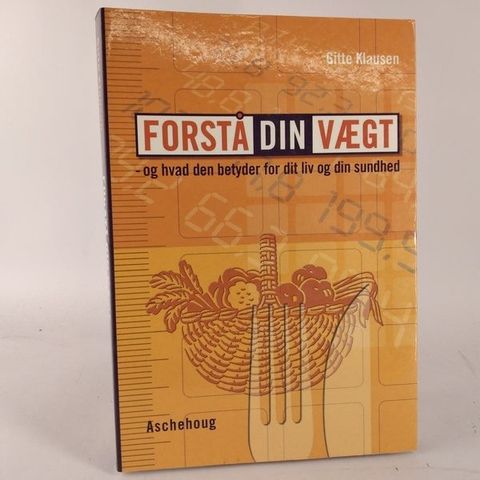 Gitte Klausen
FORSTÅ DIN VÆGT
- og hvad den betyder for dit liv og din sundhed
Aschehoug